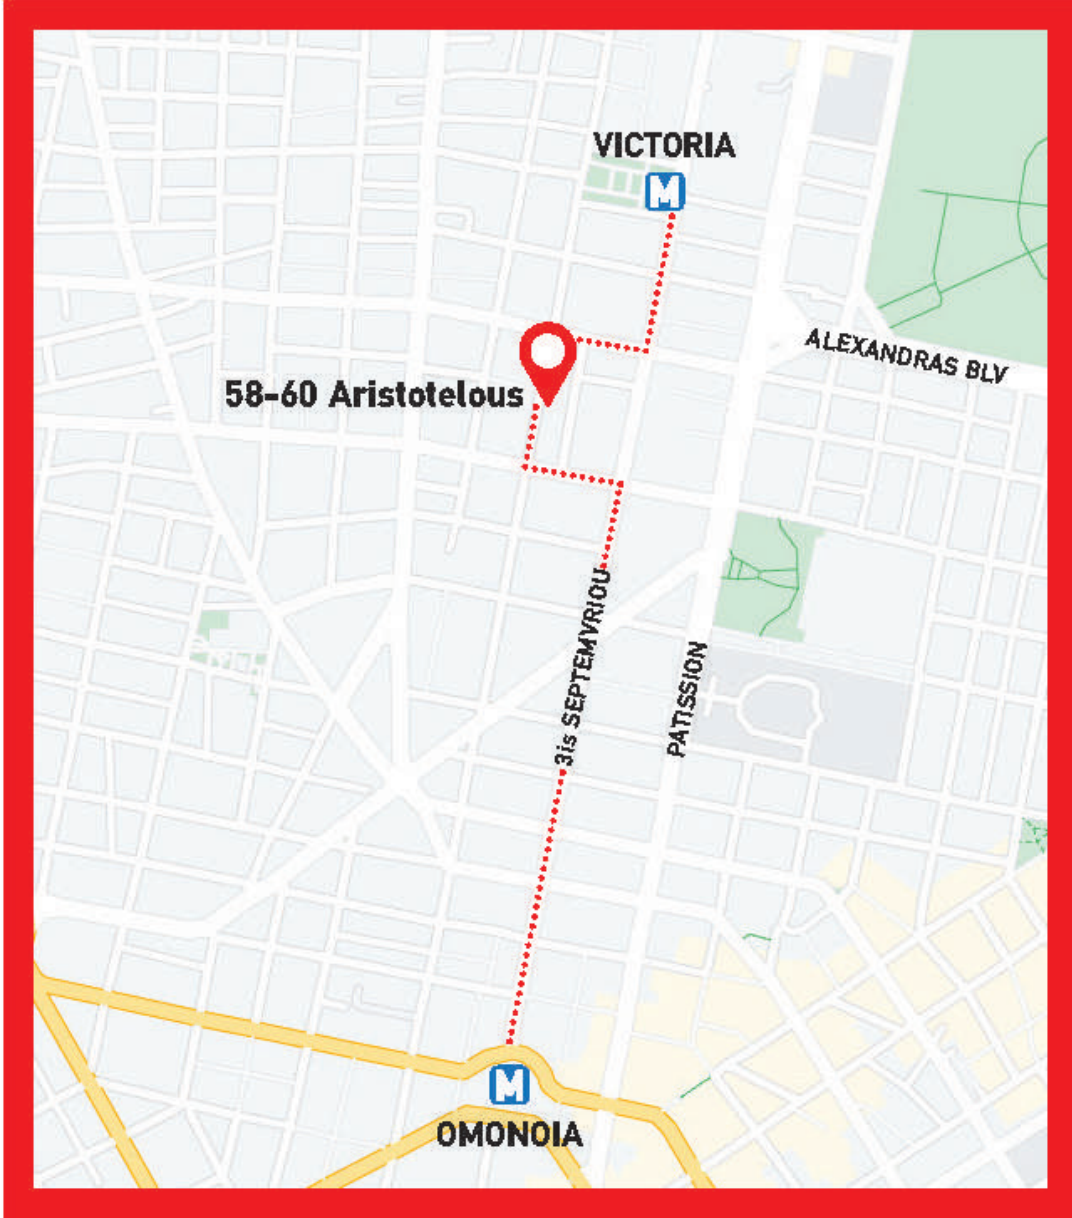 VICTORIA
M
ALEXANDRAS BLV
58-60 Aristotelous
3is SEPTEMVRIOU
PATISSION
M
OMONOIA